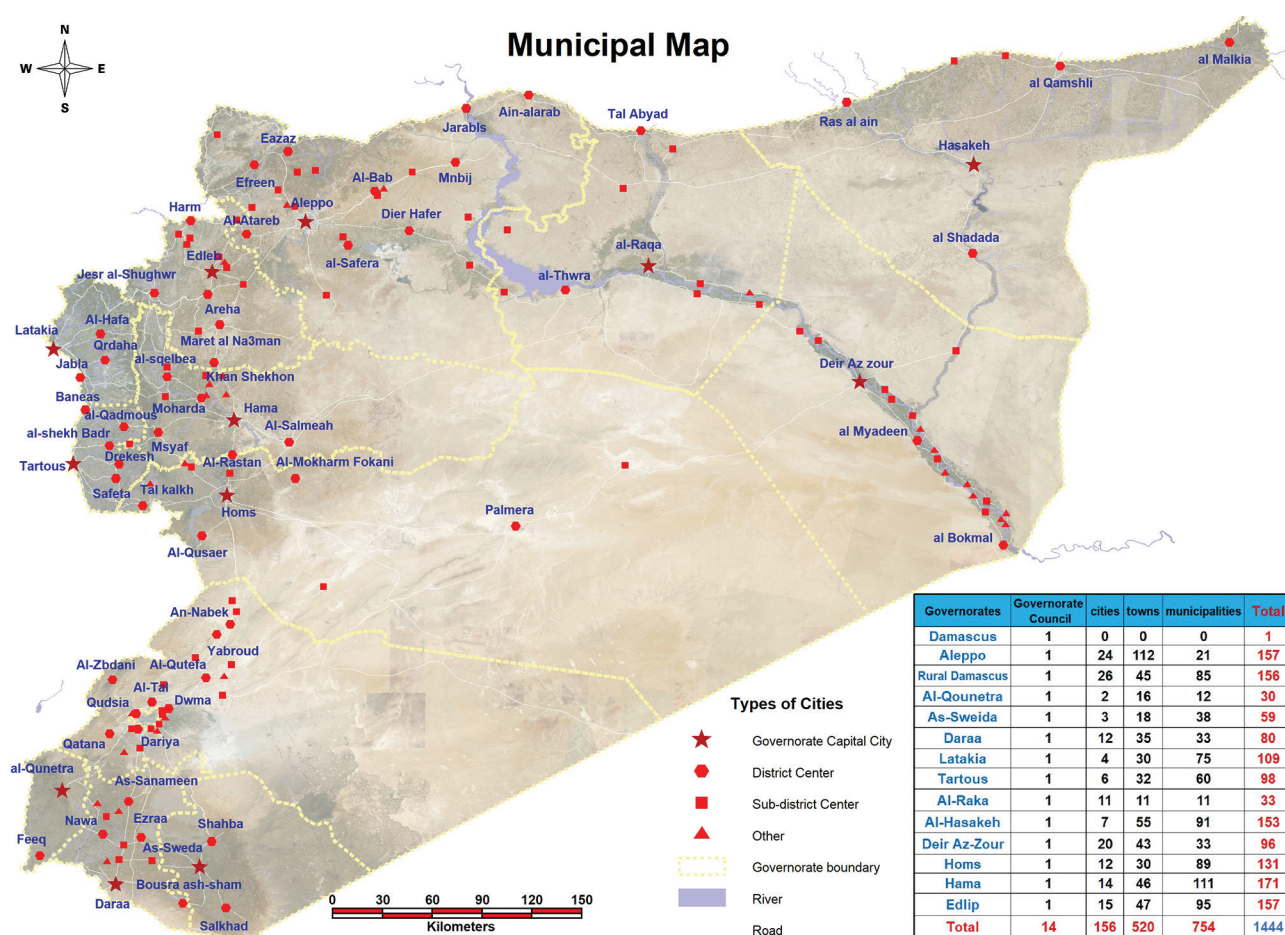 Municipal Map
N
W E
S
al Malkia
al Qamshli
Ras al ain
Hasakeh
al Shadada
Ain-alarab
Jarabls
Tal Abyad
Eazaz
Efreen
Al-Bab
Mnbij
Aleppo
Harm
Al-Atareb
Dier Hafer
al-Safera
Edleb
al-Raqa
al-Thwra
Jesr al-Shughwr
Areha
Al-Hafa
Latakia
Qrdaha
Maret al Na3man
al-sqelbea
Jabla
Khan Shekhon
Deir Az zour
Baneas
Moharda
Hama
al-Qadmous
Al-Salmeah
al-shekh Badr
Msyaf
al Myadeen
Drekesh
Tartous
Al-Rastan
Al-Mokharm Fokani
Safeta
Tal kalkh
Homs
Palmera
al Bokmal
Al-Qusaer
An-Nabek
Yabroud
Al-Zbdani
Al-Qutefa
Al-Tal
Qudsia
Dwma
Qatana
Dariya
al-Qunetra
As-Sanameen
Nawa
Ezraa
Shahba
Feeq
As-Sweda
Bousra ash-sham
Daraa
Salkhad
0 30 60 90 120 150
Kilometers
Types of Cities
Governorate Capital City
District Center
Sub-district Center
Other
Governorate boundary
River
Road
Governorates Governorate Council cities towns municipalities Total
Damascus 1 0 0 0 1
Aleppo 1 24 112 21 157
Rural Damascus 1 26 45 85 156
Al-Qounetra 1 2 16 12 30
As-Sweida 1 3 18 38 59
Daraa 1 12 35 33 80
Latakia 1 4 30 75 109
Tartous 1 6 32 60 98
Al-Raka 1 11 11 11 33
Al-Hasakeh 1 7 55 91 153
Deir Az-Zour 1 20 43 33 96
Homs 1 12 30 89 131
Hama 1 14 46 111 171
Edlip 1 15 47 95 157
Total 14 156 520 754 1444